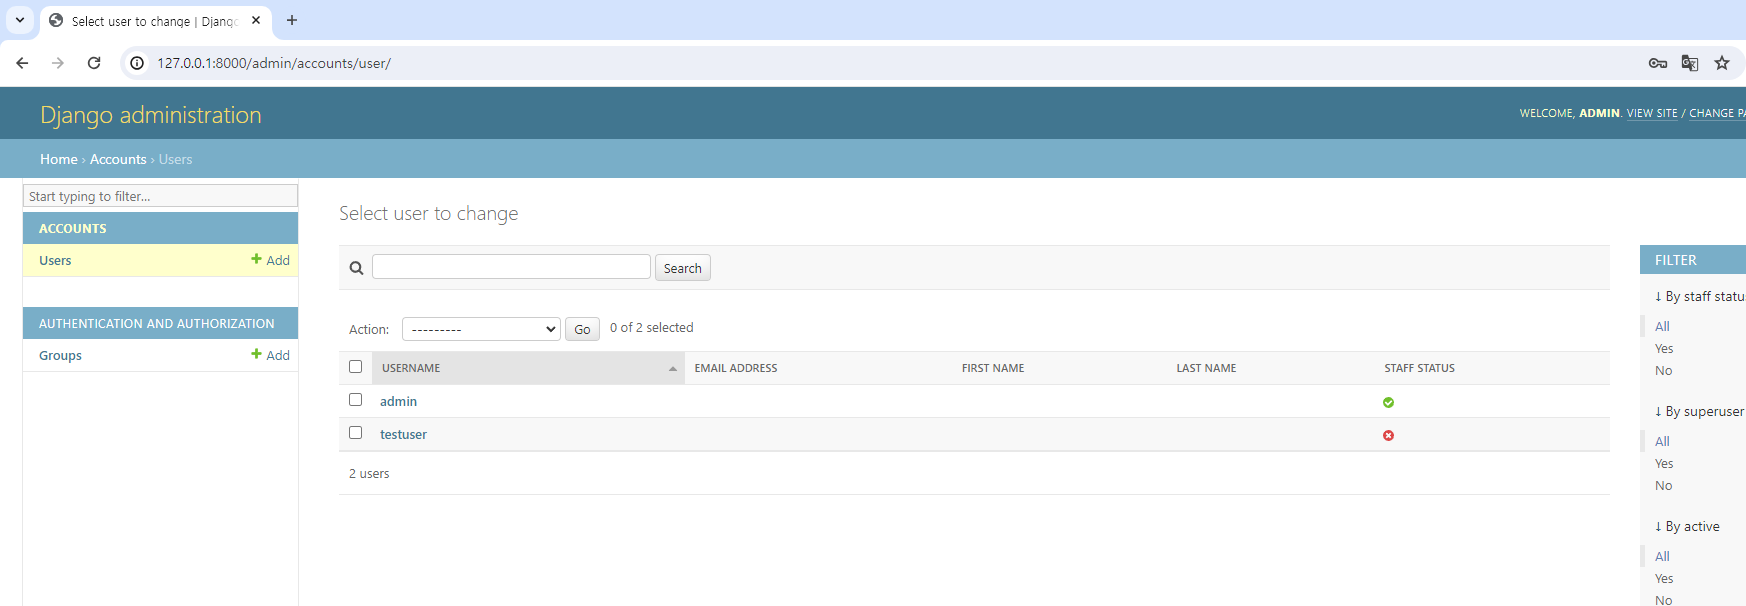 Select user to change | Django
127.0.0.1:8000/admin/accounts/user/
Django administration
WELCOME, ADMIN. VIEW SITE / CHANGE PA
Home › Accounts › Users
Start typing to filter...
ACCOUNTS
Users + Add
AUTHENTICATION AND AUTHORIZATION
Groups + Add
Select user to change
Search
Action: --------- Go 0 of 2 selected
USERNAME EMAIL ADDRESS FIRST NAME LAST NAME STAFF STATUS
admin
testuser
2 users
FILTER
↓ By staff statu
All
Yes
No
↓ By superuser
All
Yes
No
↓ By active
All
Yes
No